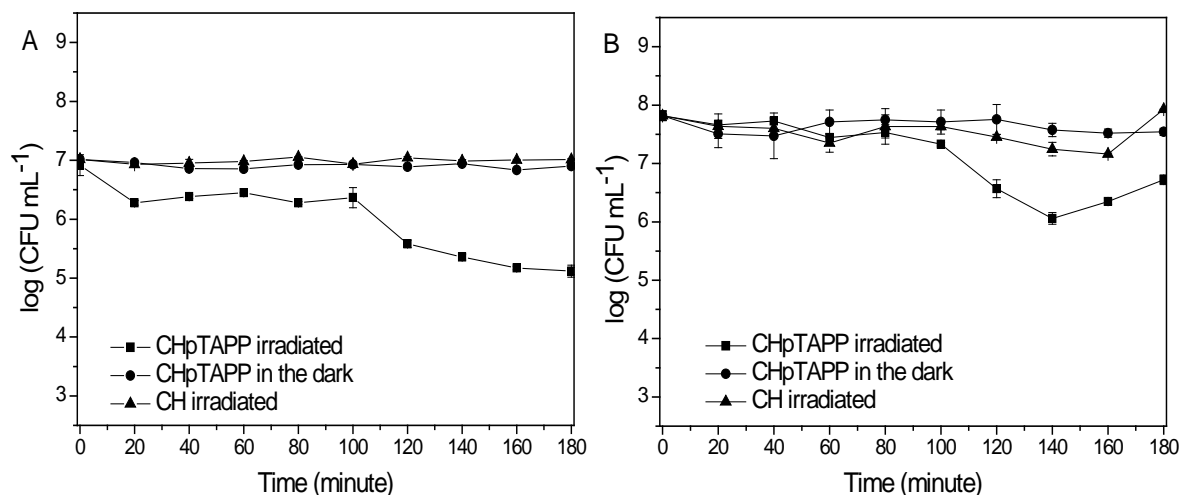 A
9
8
7
6
5
4
3
log (CFU mL⁻¹)
CHpTAPP irradiated
CHpTAPP in the dark
CH irradiated
0 20 40 60 80 100 120 140 160 180
Time (minute)
B
9
8
7
6
5
4
3
log (CFU mL⁻¹)
CHpTAPP irradiated
CHpTAPP in the dark
CH irradiated
0 20 40 60 80 100 120 140 160 180
Time (minute)